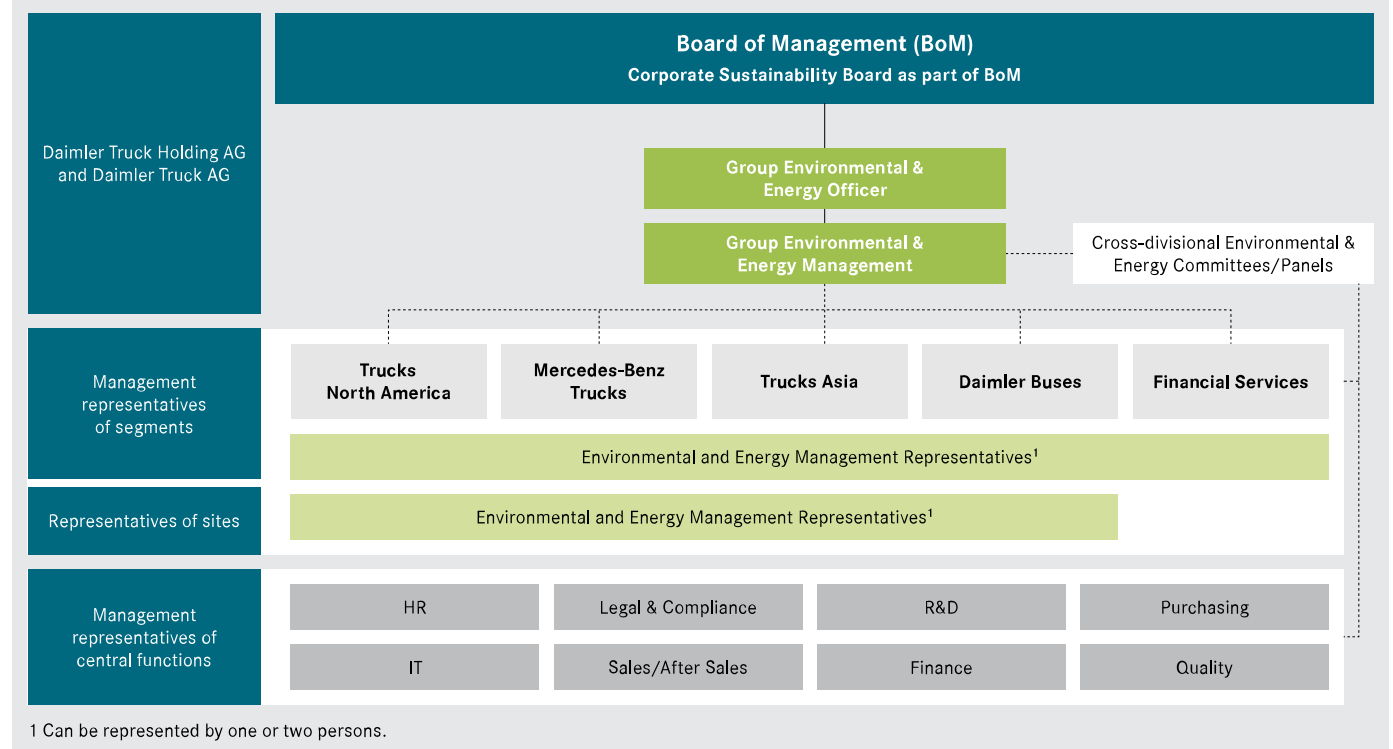 Board of Management (BoM)
Corporate Sustainability Board as part of BoM
Daimler Truck Holding AG
and Daimler Truck AG
Group Environmental &
Energy Officer
Group Environmental &
Energy Management
Cross-divisional Environmental &
Energy Committees/Panels
Management
representatives
of segments
Trucks
North America
Mercedes-Benz
Trucks
Trucks Asia
Daimler Buses
Financial Services
Environmental and Energy Management Representatives¹
Representatives of sites
Environmental and Energy Management Representatives¹
Management
representatives of
central functions
HR
Legal & Compliance
R&D
Purchasing
IT
Sales/After Sales
Finance
Quality
1 Can be represented by one or two persons.